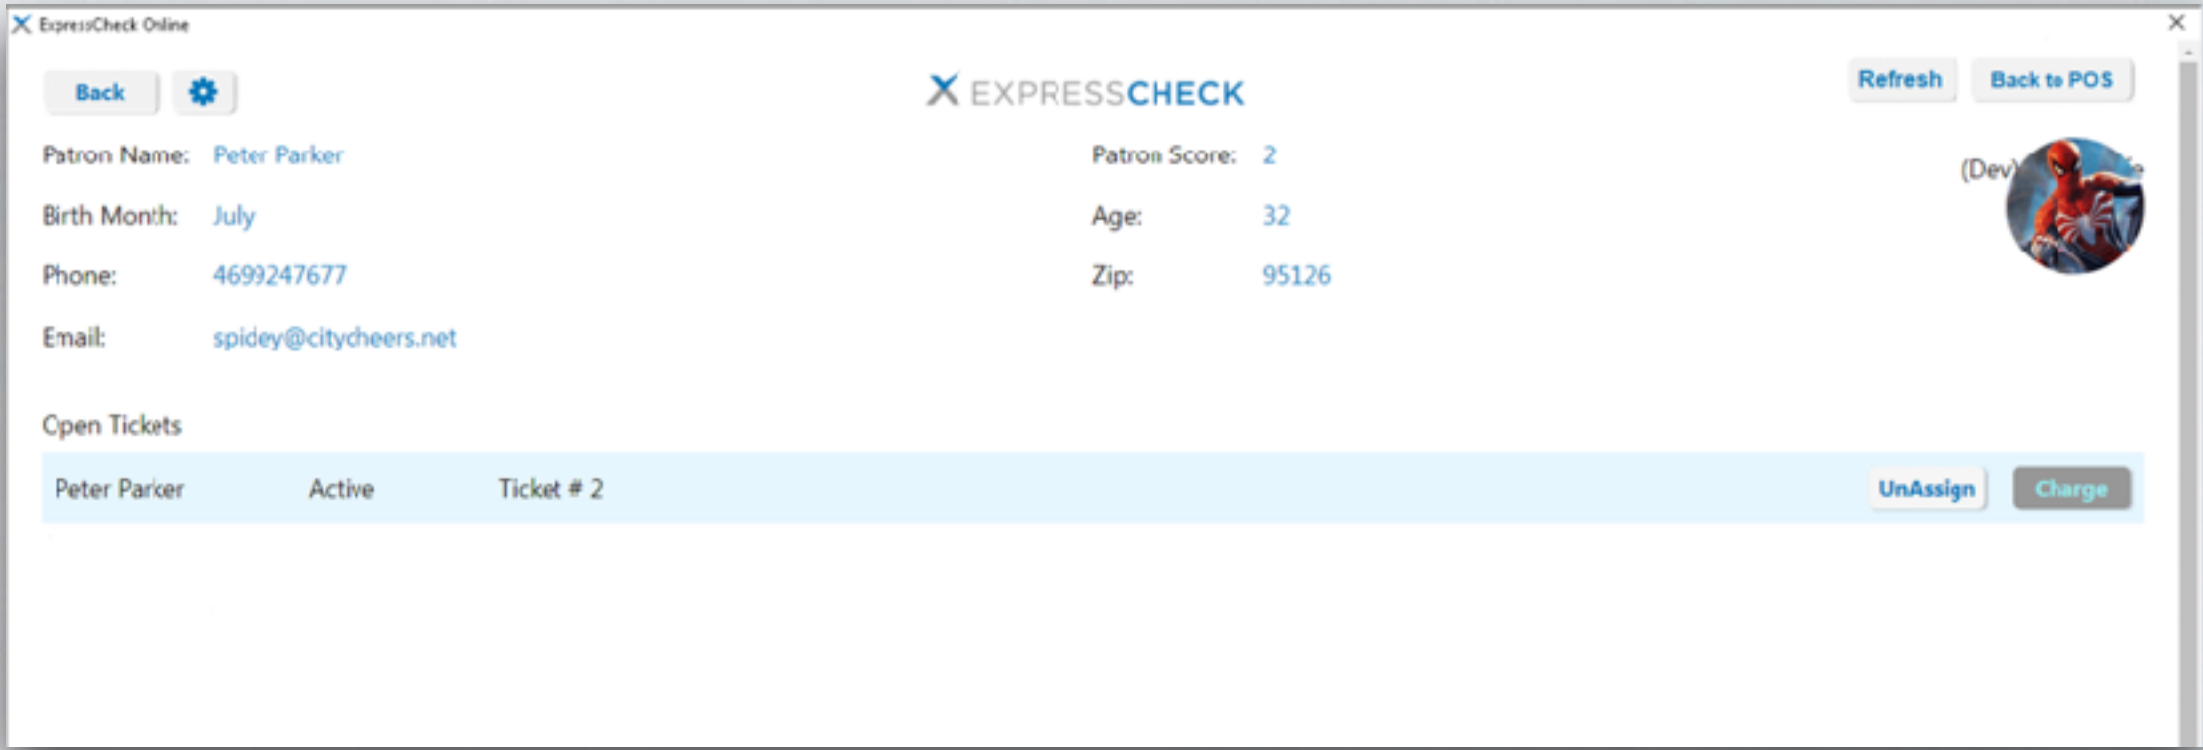 ExpressCheck Online
Back
EXPRESSCHECK
Refresh
Back to POS
Patron Name: Peter Parker
Patron Score: 2
(Dev)
Birth Month: July
Age: 32
Phone: 4699247677
Zip: 95126
Email: spidey@citycheers.net
Open Tickets
Peter Parker Active Ticket # 2 UnAssign Charge